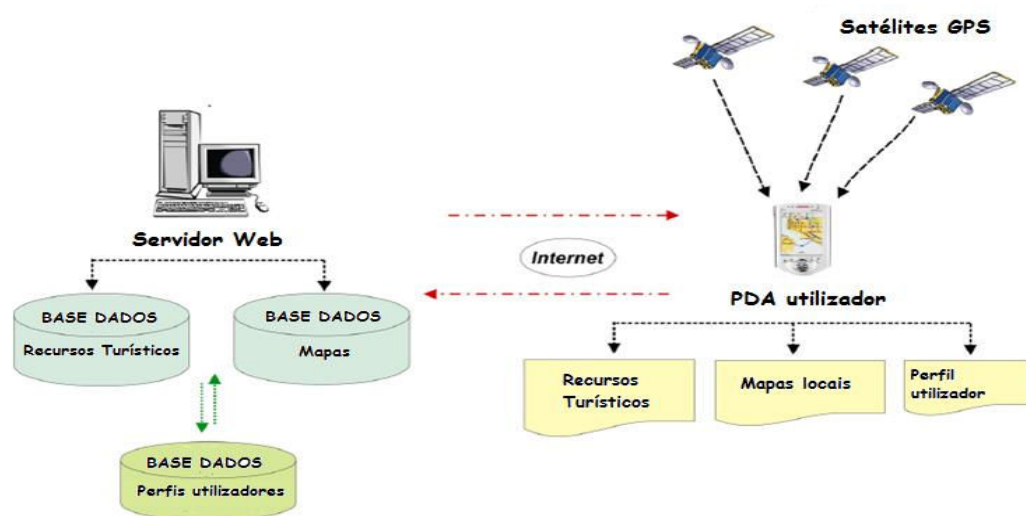 Satélites GPS
Servidor Web
Internet
PDA utilizador
BASE DADOS
Recursos Turísticos
BASE DADOS
Mapas
BASE DADOS
Perfis utilizadores
Recursos
Turísticos
Mapas locais
Perfil
utilizador